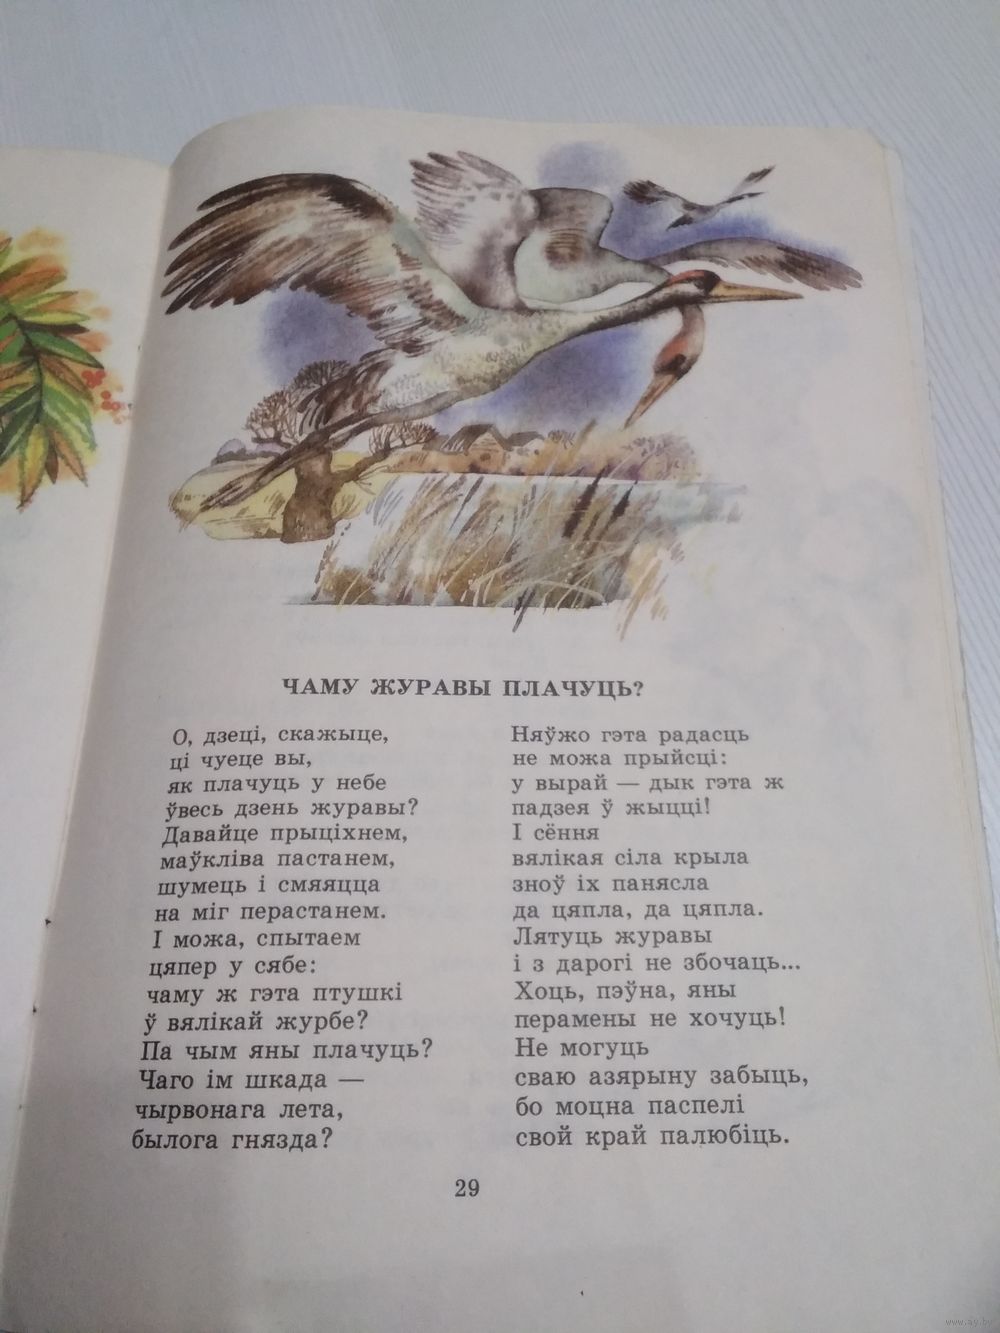 ЧАМУ ЖУРАВЫ ПЛАЧУЦЬ?
О, дзеці, скажыце,
ці чуеце вы,
як плачуць у небе
ўвесь дзень журавы?
Давайце прыціхнем,
маўкліва пастанем,
шумець і смяяцца
на міг перастанем.
І можа, спытаем
цяпер у сябе:
чаму ж гэта птушкі
ў вялікай журбе?
Па чым яны плачуць?
Чаго ім шкада —
чырвонага лета,
былога гнязда?
Няўжо гэта радасць
не можа прыйсці:
у вырай — дык гэта ж
падзея ў жыцці!
І сёння
вялікая сіла крыла
зноў іх панясла
да цяпла, да цяпла.
Лятуць журавы
і з дарогі не збочаць...
Хоць, пэўна, яны
перамены не хочуць!
Не могуць
сваю азярыну забыць,
бо моцна паспелі
свой край палюбіць.
29
www.ay.by